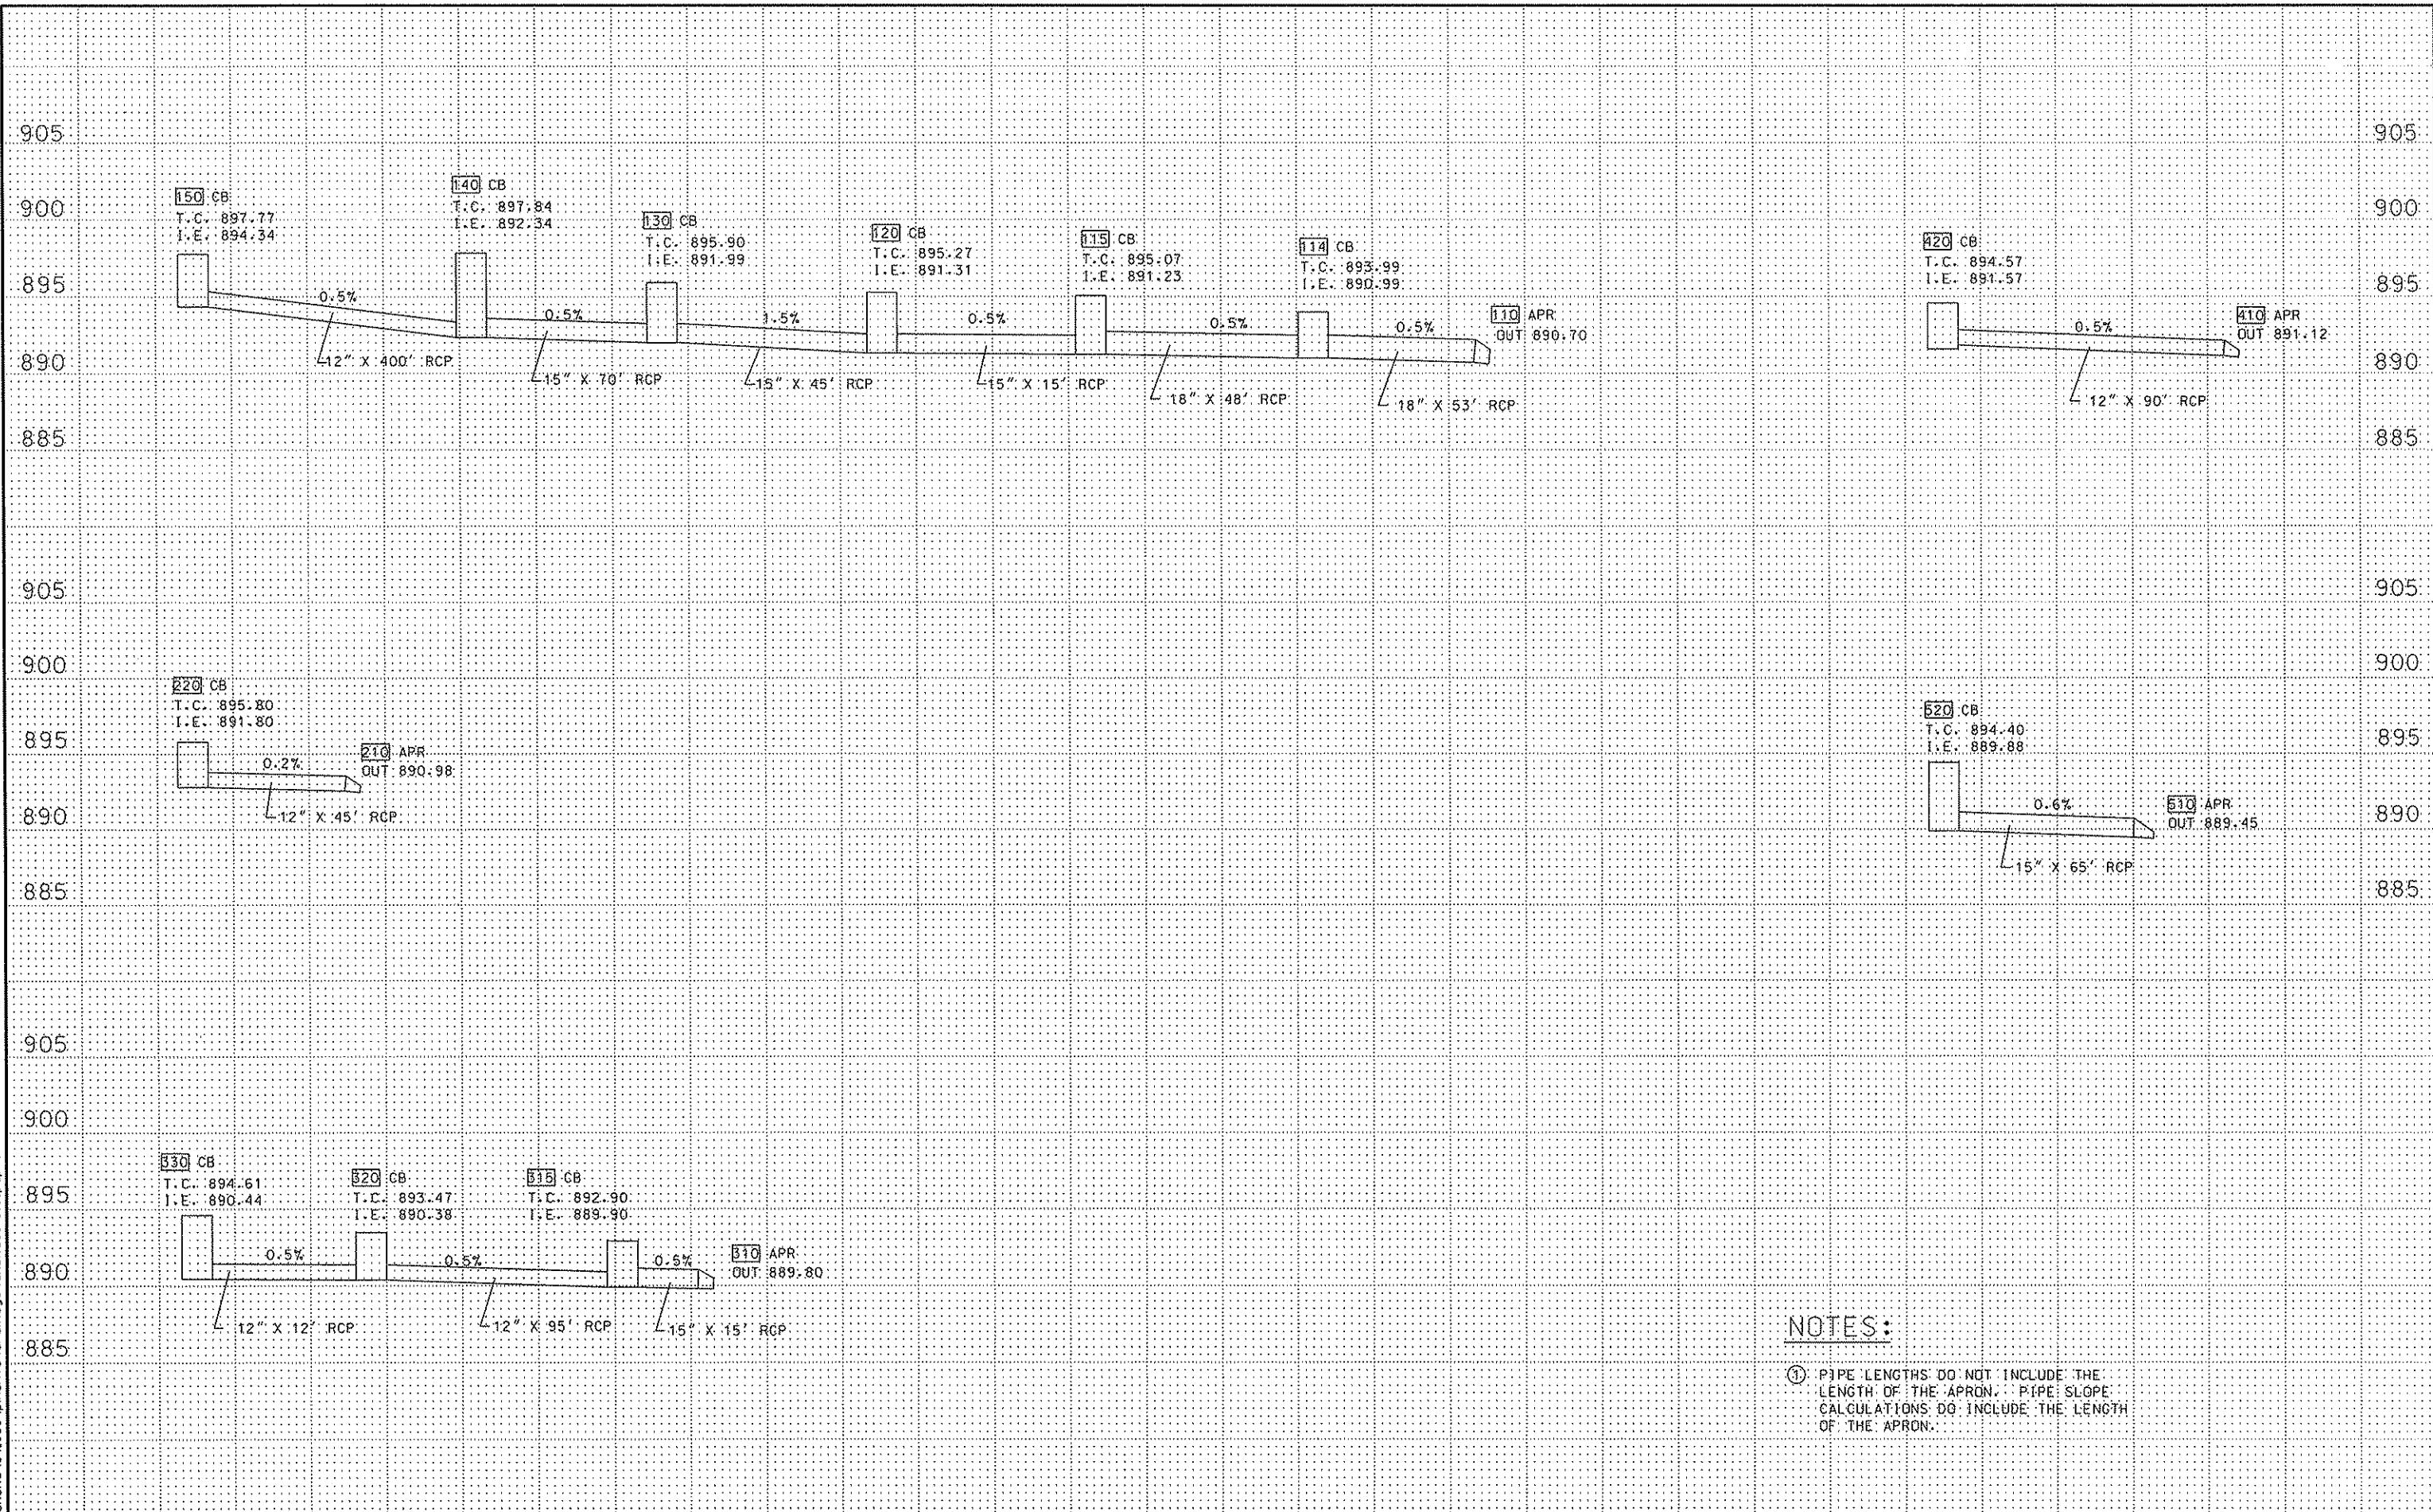 905
905
150 CB
T.C. 897.77
I.E. 894.34
140 CB
T.C. 897.84
I.E. 892.34
130 CB
T.C. 895.90
I.E. 891.99
120 CB
T.C. 895.27
I.E. 891.31
115 CB
T.C. 895.07
I.E. 891.23
114 CB
T.C. 893.99
I.E. 890.99
110 APR
OUT 890.70
420 CB
T.C. 894.57
I.E. 891.57
410 APR
OUT 891.12
900
900
895
895
0.5%
0.5%
1.5%
0.5%
0.5%
0.5%
0.5%
890
890
12" X 400' RCP
15" X 70' RCP
15" X 45' RCP
15" X 15' RCP
18" X 48' RCP
18" X 53' RCP
12" X 90' RCP
885
885
905
905
900
900
220 CB
T.C. 895.80
I.E. 891.80
210 APR
OUT 890.98
520 CB
T.C. 894.40
I.E. 889.88
510 APR
OUT 889.45
895
895
0.2%
0.6%
890
890
12" X 45' RCP
15" X 65' RCP
885
885
905
900
330 CB
T.C. 894.61
I.E. 890.44
320 CB
T.C. 893.47
I.E. 890.38
315 CB
T.C. 892.90
I.E. 889.90
310 APR
OUT 889.80
895
0.5%
0.5%
0.5%
890
12" X 12' RCP
12" X 95' RCP
15" X 15' RCP
885
NOTES:
1 PIPE LENGTHS DO NOT INCLUDE THE
LENGTH OF THE APRON. PIPE SLOPE
CALCULATIONS DO INCLUDE THE LENGTH
OF THE APRON.